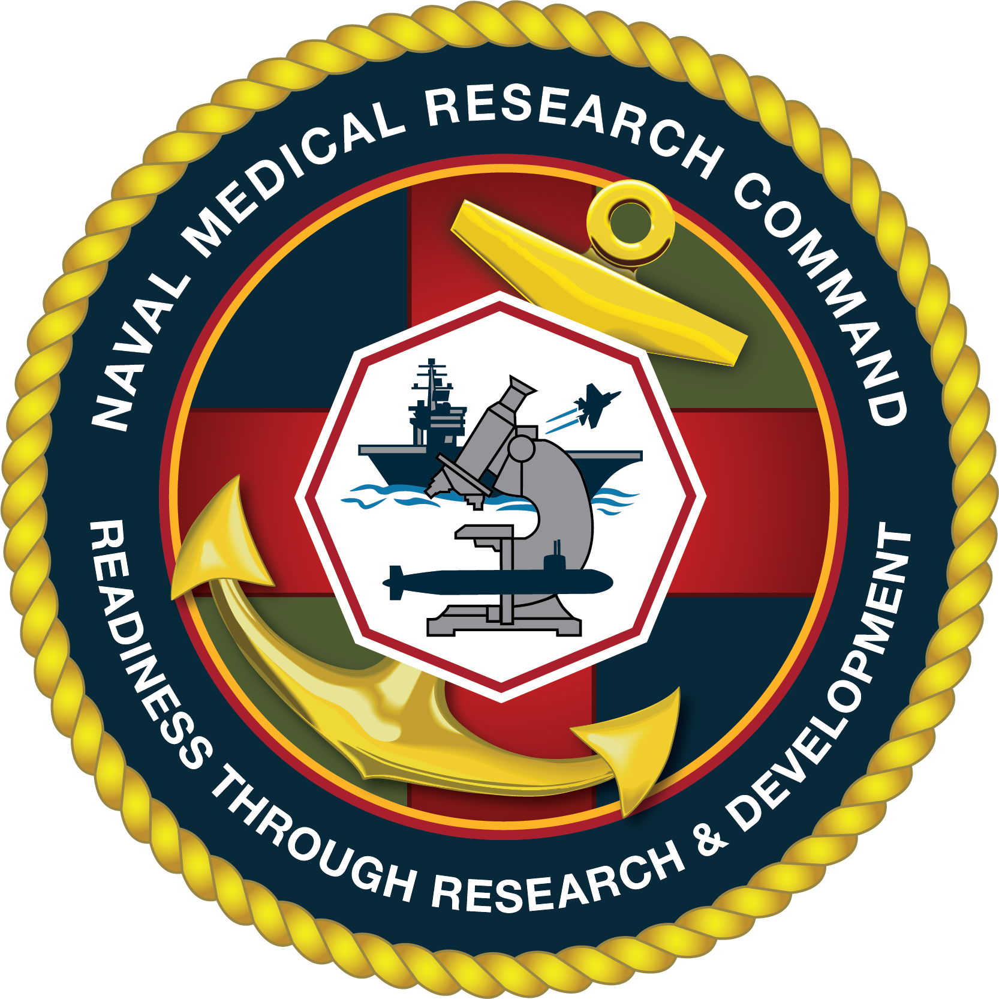 NAVAL MEDICAL RESEARCH COMMAND
READINESS THROUGH RESEARCH & DEVELOPMENT